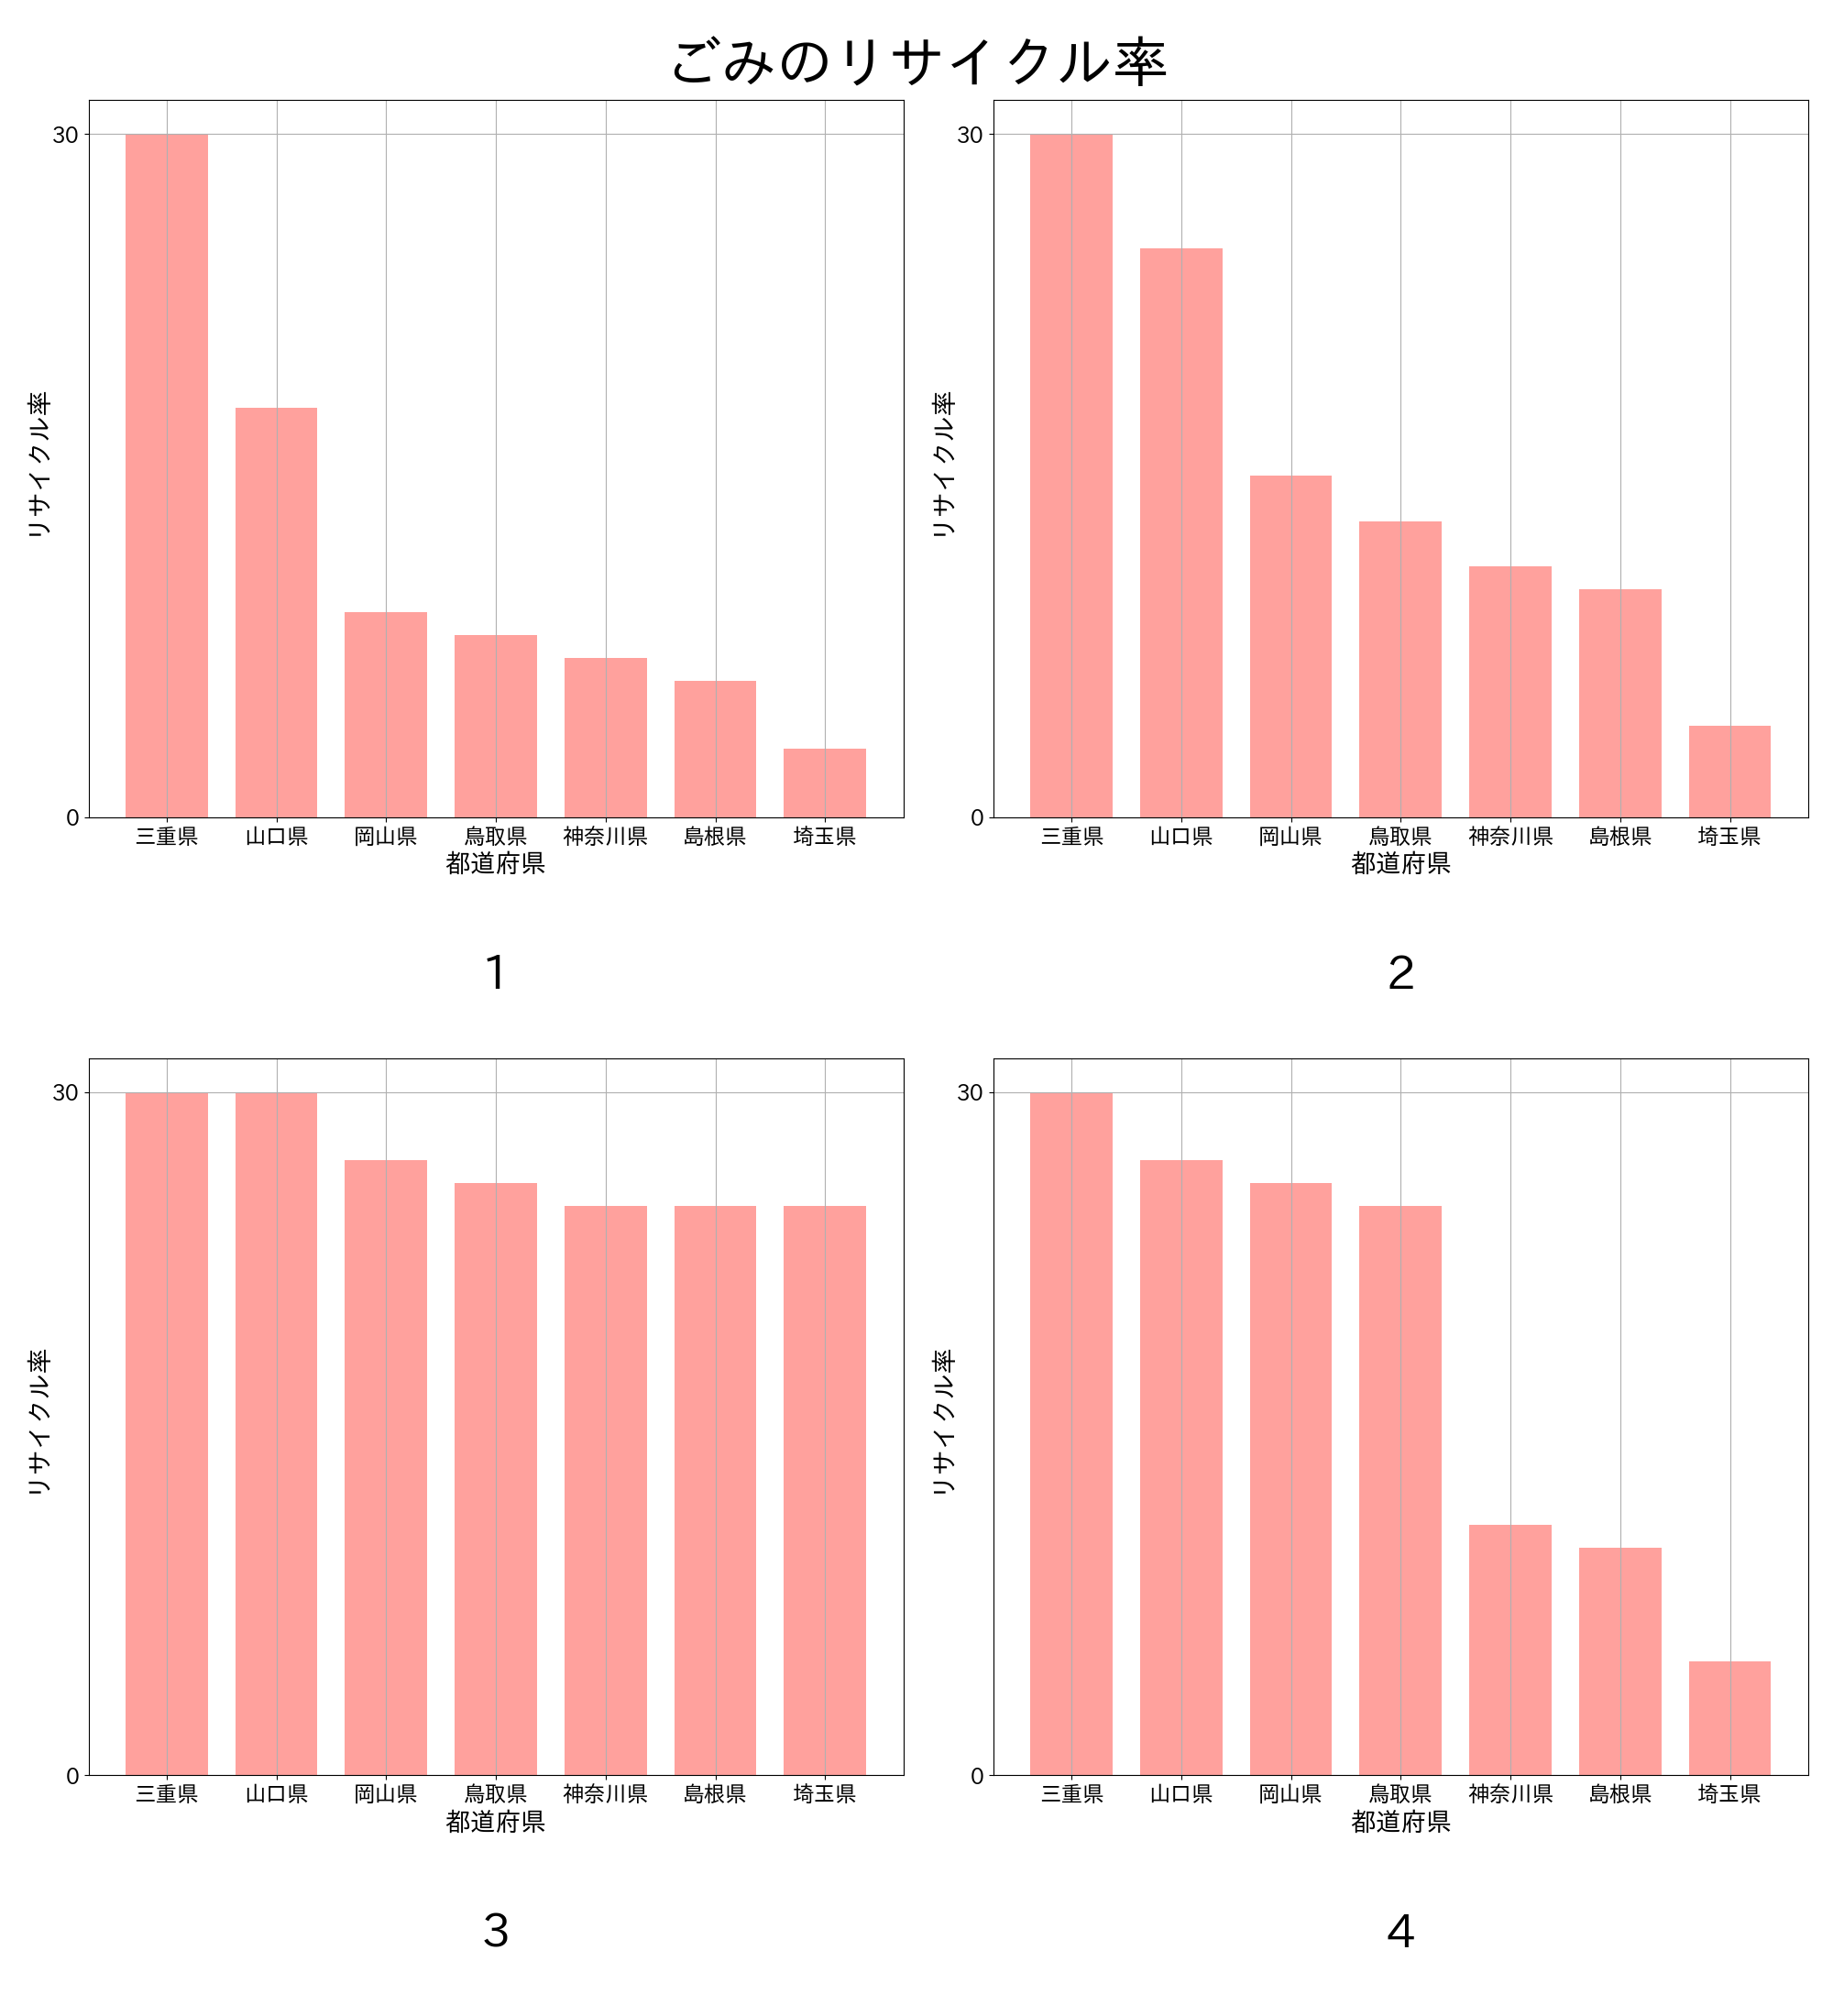 ごみのリサイクル率
30
0
リサイクル率
三重県 山口県 岡山県 鳥取県 神奈川県 島根県 埼玉県
都道府県
1
30
0
リサイクル率
三重県 山口県 岡山県 鳥取県 神奈川県 島根県 埼玉県
都道府県
2
30
0
リサイクル率
三重県 山口県 岡山県 鳥取県 神奈川県 島根県 埼玉県
都道府県
3
30
0
リサイクル率
三重県 山口県 岡山県 鳥取県 神奈川県 島根県 埼玉県
都道府県
4